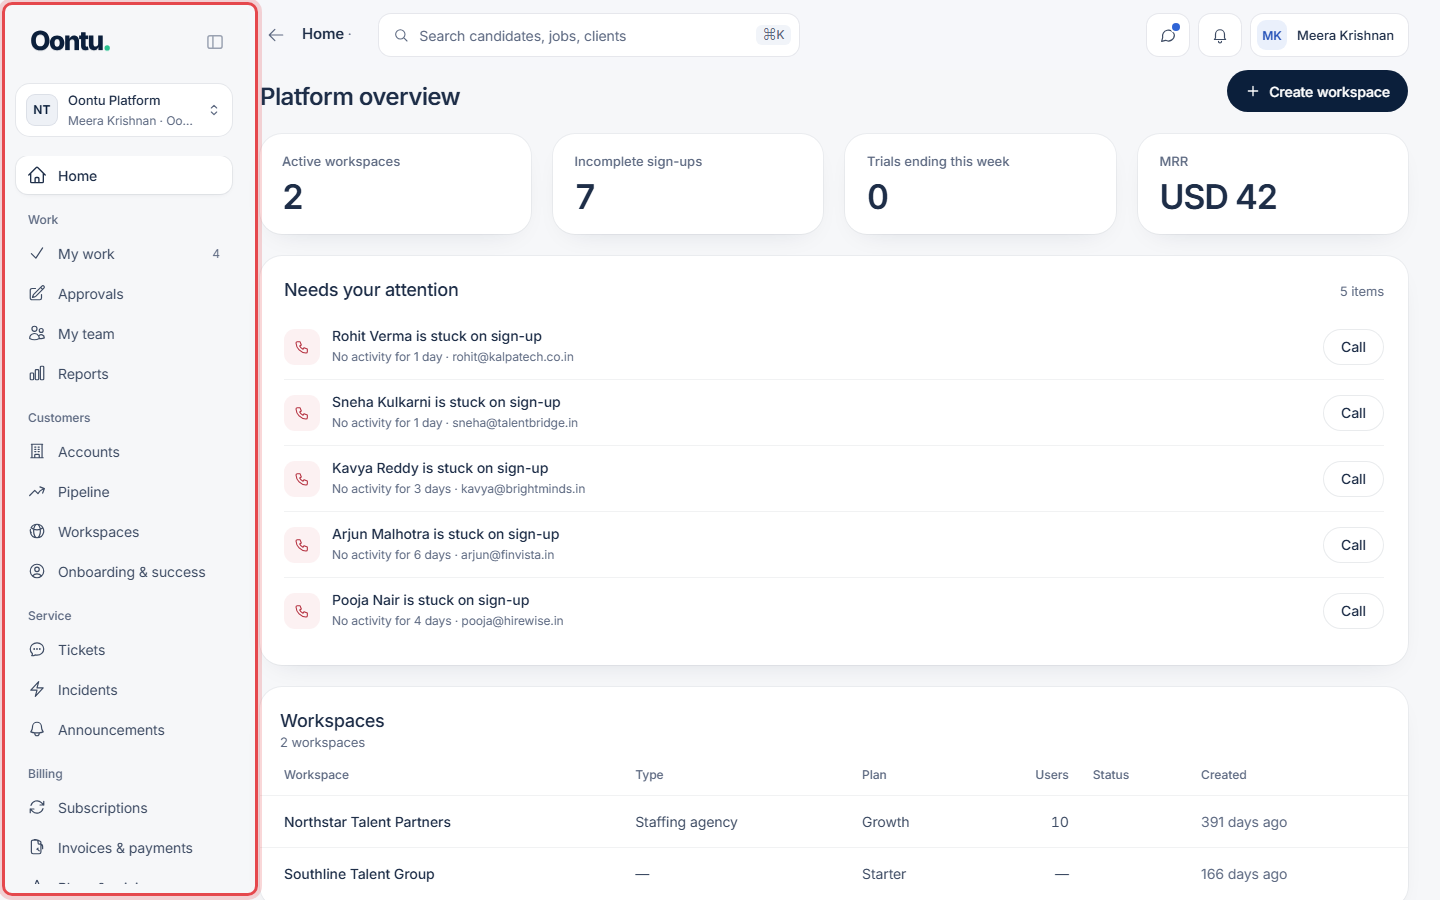 Oontu.
NT
Oontu Platform
Meera Krishnan · Oo...
Home
Work
My work 4
Approvals
My team
Reports
Customers
Accounts
Pipeline
Workspaces
Onboarding & success
Service
Tickets
Incidents
Announcements
Billing
Subscriptions
Invoices & payments
Home ·
Search candidates, jobs, clients ⌘K
MK Meera Krishnan
Platform overview
+ Create workspace
Active workspaces
2
Incomplete sign-ups
7
Trials ending this week
0
MRR
USD 42
Needs your attention 5 items
Rohit Verma is stuck on sign-up
No activity for 1 day · rohit@kalpatech.co.in
Call
Sneha Kulkarni is stuck on sign-up
No activity for 1 day · sneha@talentbridge.in
Call
Kavya Reddy is stuck on sign-up
No activity for 3 days · kavya@brightminds.in
Call
Arjun Malhotra is stuck on sign-up
No activity for 6 days · arjun@finvista.in
Call
Pooja Nair is stuck on sign-up
No activity for 4 days · pooja@hirewise.in
Call
Workspaces
2 workspaces
Workspace Type Plan Users Status Created
Northstar Talent Partners Staffing agency Growth 10 391 days ago
Southline Talent Group — Starter — 166 days ago